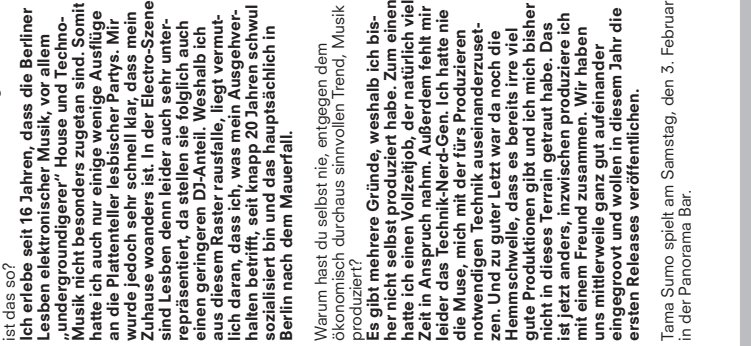 ist das so?
Ich erlebe seit 16 Jahren, dass die Berliner
Lesben elektronischer Musik, vor allem
„undergroundigerer“ House und Techno-
Musik nicht besonders zugetan sind. Somit
hatte ich auch nur einige wenige Ausflüge
an die Plattenteller lesbischer Partys. Mir
wurde jedoch sehr schnell klar, dass mein
Zuhause woanders ist. In der Electro-Szene
sind Lesben denn leider auch sehr unter-
repräsentiert, da stellen sie folglich auch
einen geringeren DJ-Anteil. Weshalb ich
aus diesem Raster rausfalle, liegt vermut-
lich daran, dass ich, was mein Ausgehver-
halten betrifft, seit knapp 20 Jahren schwul
sozialisiert bin und das hauptsächlich in
Berlin nach dem Mauerfall.
Warum hast du selbst nie, entgegen dem
ökonomisch durchaus sinnvollen Trend, Musik
produziert?
Es gibt mehrere Gründe, weshalb ich bis-
her nicht selbst produziert habe. Zum einen
hatte ich einen Vollzeitjob, der natürlich viel
Zeit in Anspruch nahm. Außerdem fehlt mir
leider das Technik-Nerd-Gen. Ich hatte nie
die Muse, mich mit der fürs Produzieren
notwendigen Technik auseinanderzuset-
zen. Und zu guter Letzt war da noch die
Hemmschwelle, dass es bereits irre viel
gute Produktionen gibt und ich mich bisher
nicht in dieses Terrain getraut habe. Das
ist jetzt anders, inzwischen produziere ich
mit einem Freund zusammen. Wir haben
uns mittlerweile ganz gut aufeinander
eingegroovt und wollen in diesem Jahr die
ersten Releases veröffentlichen.
Tama Sumo spielt am Samstag, den 3. Februar
in der Panorama Bar.